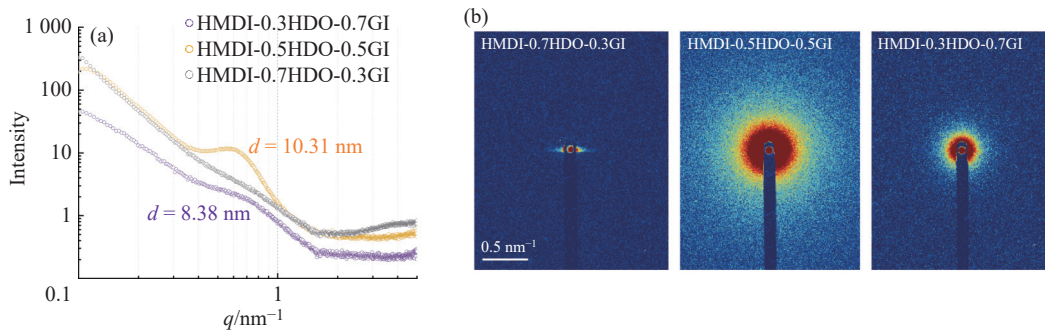 (a)
HMDI-0.3HDO-0.7GI
HMDI-0.5HDO-0.5GI
HMDI-0.7HDO-0.3GI
1 000
100
10
1
0.1
1
Intensity
q/nm⁻¹
d = 10.31 nm
d = 8.38 nm
(b)
HMDI-0.7HDO-0.3GI
HMDI-0.5HDO-0.5GI
HMDI-0.3HDO-0.7GI
0.5 nm⁻¹